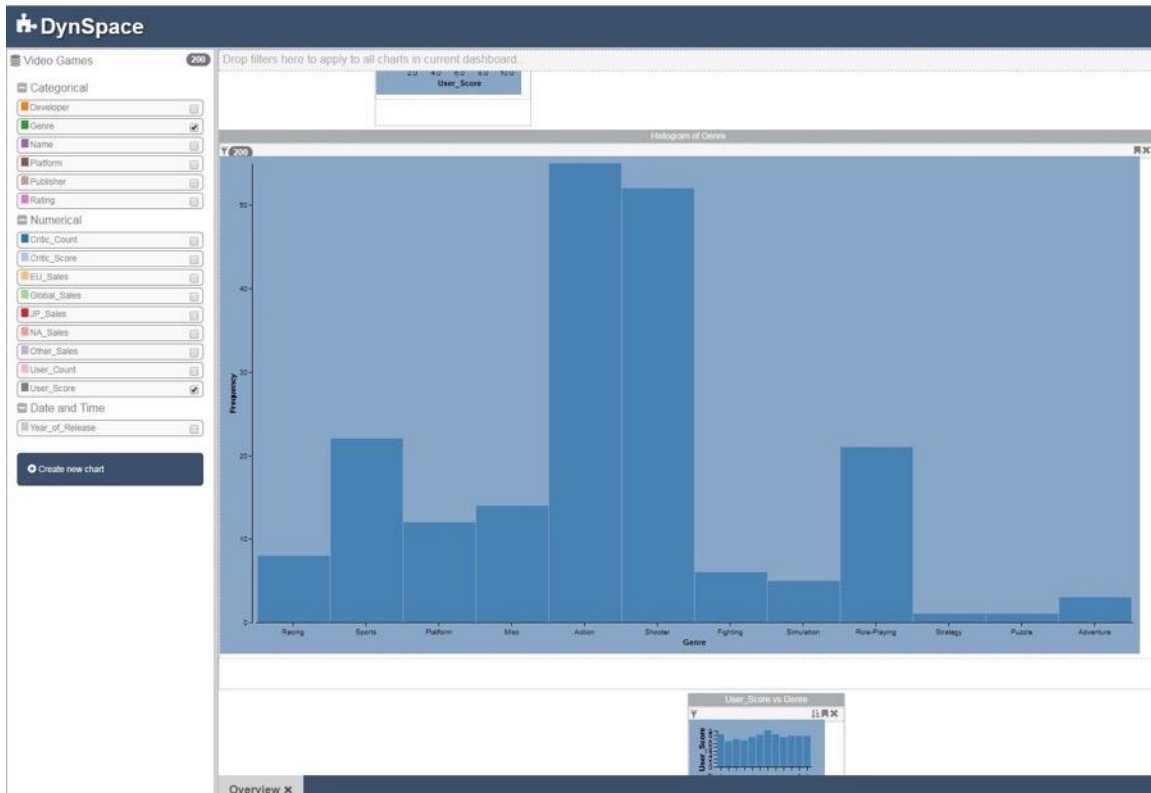 DynSpace
Video Games 200
Categorical
Developer
Genre
Name
Platform
Publisher
Rating
Numerical
Critic_Count
Critic_Score
EU_Sales
Global_Sales
JP_Sales
NA_Sales
Other_Sales
User_Count
User_Score
Date and Time
Year_of_Release
Create new chart
Drop filters here to apply to all charts in current dashboard...
2.0 4.0 6.0 8.0 10.0
User_Score
Histogram of Genre
200
50
40
30
20
10
0
Frequency
Racing Sports Platform Misc Action Shooter Fighting Simulation Role-Playing Strategy Puzzle Adventure
Genre
User_Score vs Genre
User_Score
Overview